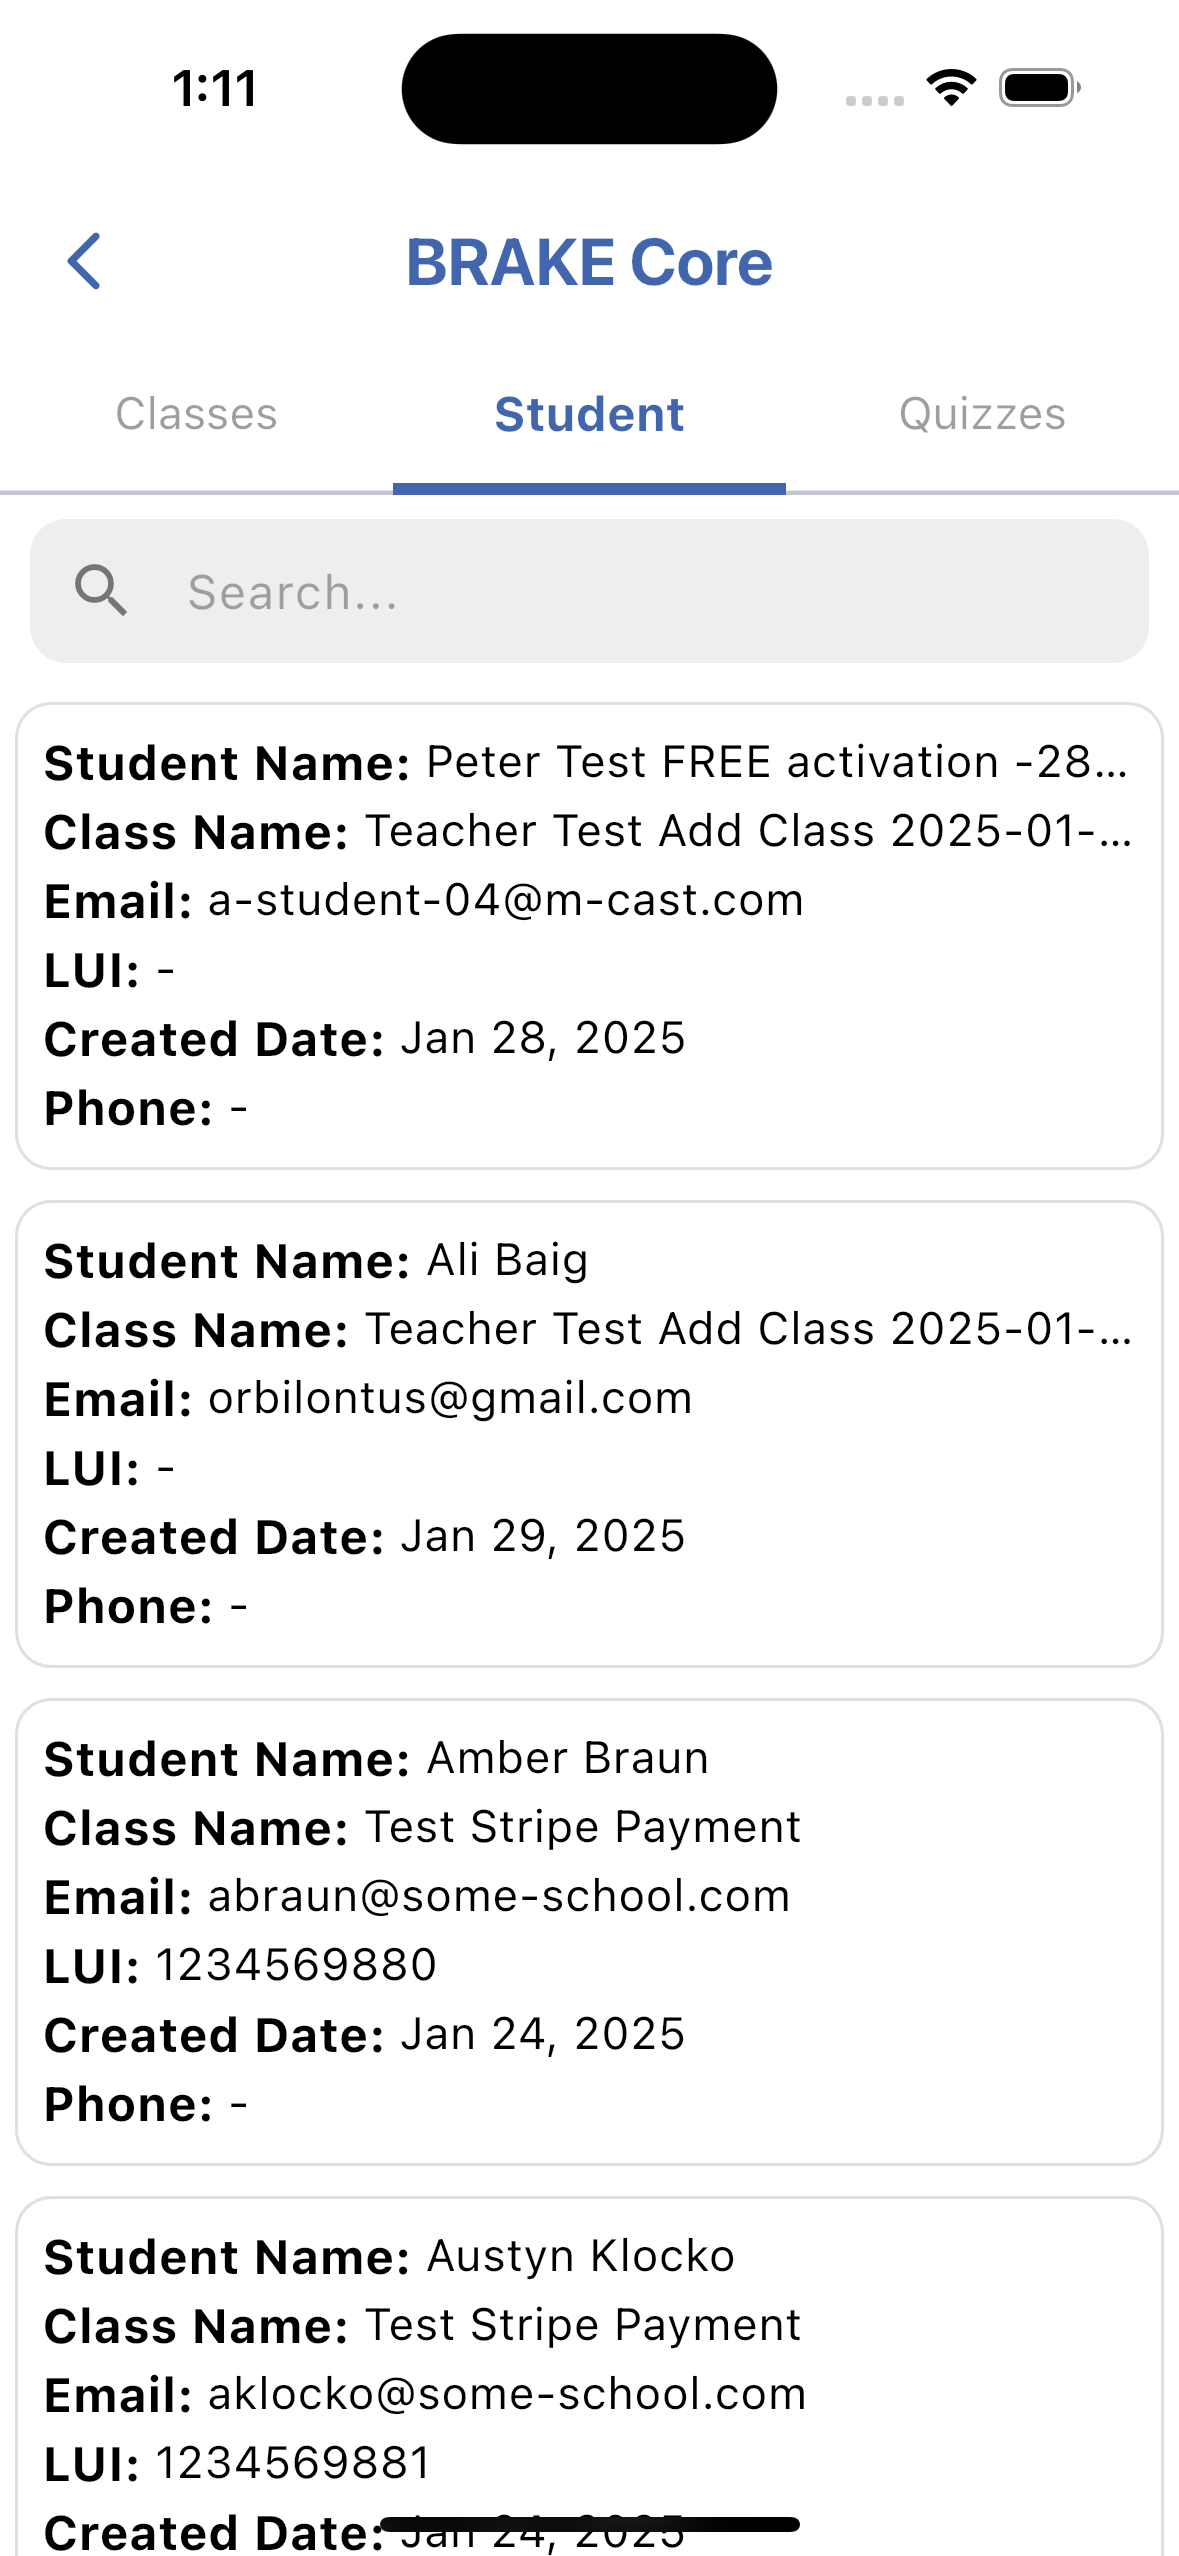 1:11
BRAKE Core
Classes
Student
Quizzes
Search...
Student Name: Peter Test FREE activation -28...
Class Name: Teacher Test Add Class 2025-01-...
Email: a-student-04@m-cast.com
LUI: -
Created Date: Jan 28, 2025
Phone: -
Student Name: Ali Baig
Class Name: Teacher Test Add Class 2025-01-...
Email: orbilontus@gmail.com
LUI: -
Created Date: Jan 29, 2025
Phone: -
Student Name: Amber Braun
Class Name: Test Stripe Payment
Email: abraun@some-school.com
LUI: 1234569880
Created Date: Jan 24, 2025
Phone: -
Student Name: Austyn Klocko
Class Name: Test Stripe Payment
Email: aklocko@some-school.com
LUI: 1234569881
Created Date: Jan 24, 2025